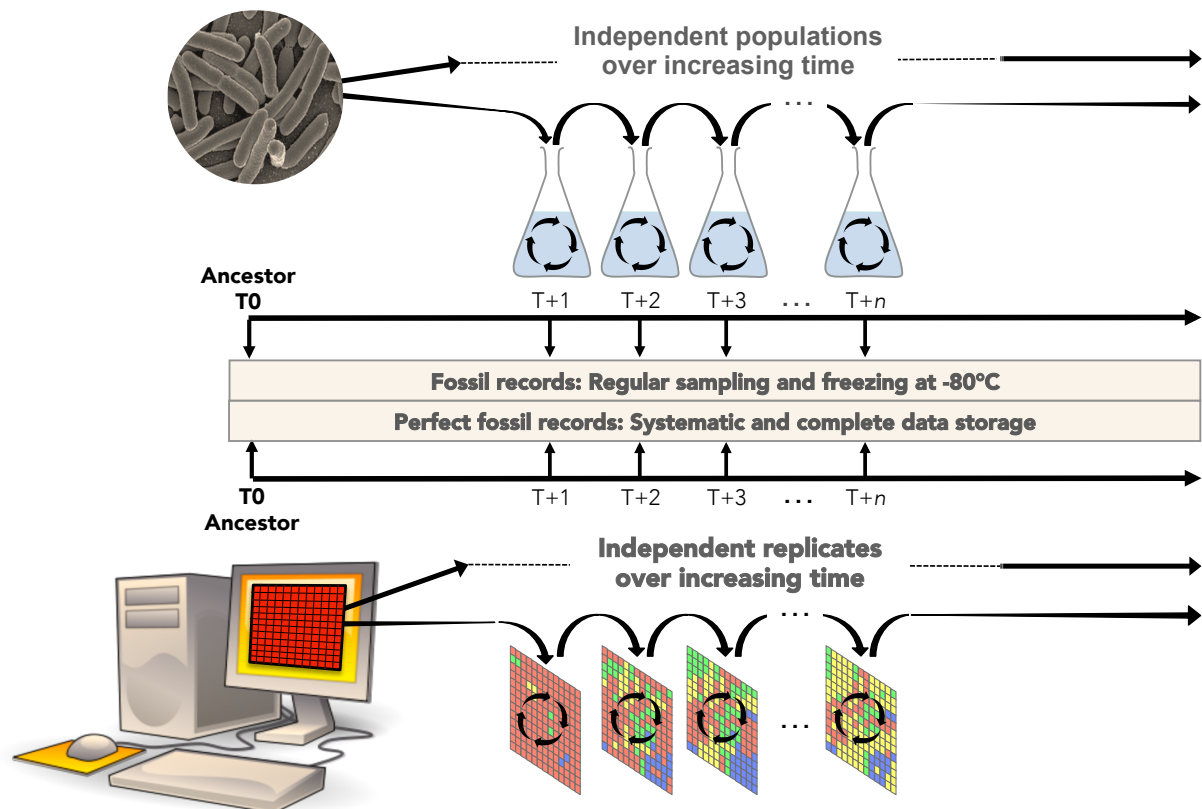 Independent populations
over increasing time
...
Ancestor
T0
T+1 T+2 T+3 ... T+n
Fossil records: Regular sampling and freezing at -80°C
Perfect fossil records: Systematic and complete data storage
T0
Ancestor
T+1 T+2 T+3 ... T+n
Independent replicates
over increasing time
...
...